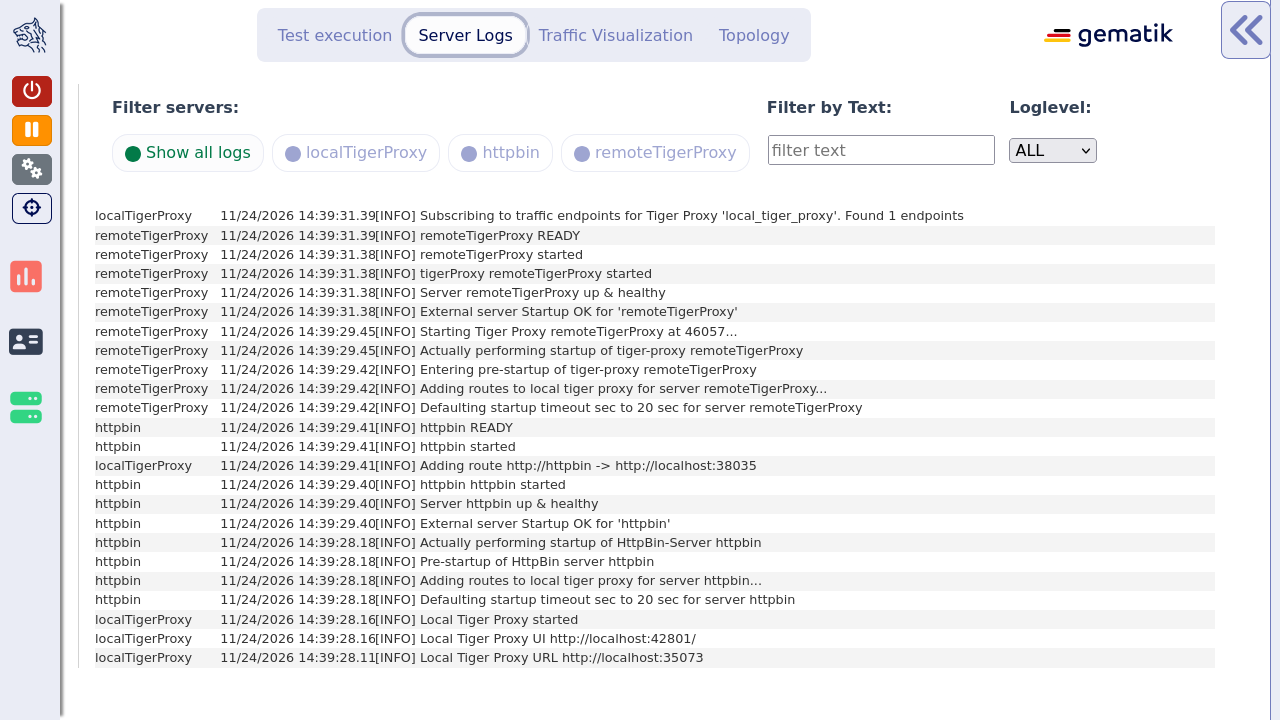 Test execution Server Logs Traffic Visualization Topology gematik
Filter servers: Filter by Text: Loglevel:
Show all logs localTigerProxy httpbin remoteTigerProxy filter text ALL
localTigerProxy 11/24/2026 14:39:31.39[INFO] Subscribing to traffic endpoints for Tiger Proxy 'local_tiger_proxy'. Found 1 endpoints
remoteTigerProxy 11/24/2026 14:39:31.39[INFO] remoteTigerProxy READY
remoteTigerProxy 11/24/2026 14:39:31.38[INFO] remoteTigerProxy started
remoteTigerProxy 11/24/2026 14:39:31.38[INFO] tigerProxy remoteTigerProxy started
remoteTigerProxy 11/24/2026 14:39:31.38[INFO] Server remoteTigerProxy up & healthy
remoteTigerProxy 11/24/2026 14:39:31.38[INFO] External server Startup OK for 'remoteTigerProxy'
remoteTigerProxy 11/24/2026 14:39:29.45[INFO] Starting Tiger Proxy remoteTigerProxy at 46057...
remoteTigerProxy 11/24/2026 14:39:29.45[INFO] Actually performing startup of tiger-proxy remoteTigerProxy
remoteTigerProxy 11/24/2026 14:39:29.42[INFO] Entering pre-startup of tiger-proxy remoteTigerProxy
remoteTigerProxy 11/24/2026 14:39:29.42[INFO] Adding routes to local tiger proxy for server remoteTigerProxy...
remoteTigerProxy 11/24/2026 14:39:29.42[INFO] Defaulting startup timeout sec to 20 sec for server remoteTigerProxy
httpbin 11/24/2026 14:39:29.41[INFO] httpbin READY
httpbin 11/24/2026 14:39:29.41[INFO] httpbin started
localTigerProxy 11/24/2026 14:39:29.41[INFO] Adding route http://httpbin -> http://localhost:38035
httpbin 11/24/2026 14:39:29.40[INFO] httpbin httpbin started
httpbin 11/24/2026 14:39:29.40[INFO] Server httpbin up & healthy
httpbin 11/24/2026 14:39:29.40[INFO] External server Startup OK for 'httpbin'
httpbin 11/24/2026 14:39:28.18[INFO] Actually performing startup of HttpBin-Server httpbin
httpbin 11/24/2026 14:39:28.18[INFO] Pre-startup of HttpBin server httpbin
httpbin 11/24/2026 14:39:28.18[INFO] Adding routes to local tiger proxy for server httpbin...
httpbin 11/24/2026 14:39:28.18[INFO] Defaulting startup timeout sec to 20 sec for server httpbin
localTigerProxy 11/24/2026 14:39:28.16[INFO] Local Tiger Proxy started
localTigerProxy 11/24/2026 14:39:28.16[INFO] Local Tiger Proxy UI http://localhost:42801/
localTigerProxy 11/24/2026 14:39:28.11[INFO] Local Tiger Proxy URL http://localhost:35073